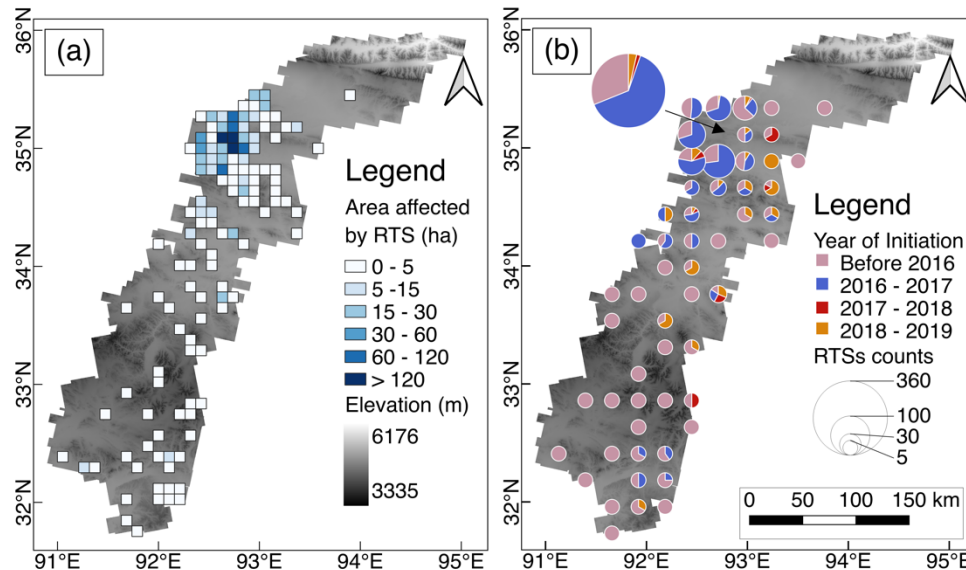 (a)
36°N
35°N
34°N
33°N
32°N
91°E 92°E 93°E 94°E 95°E
Legend
Area affected
by RTS (ha)
0 - 5
5 -15
15 - 30
30 - 60
60 - 120
> 120
Elevation (m)
6176
3335
(b)
36°N
35°N
34°N
33°N
32°N
91°E 92°E 93°E 94°E 95°E
Legend
Year of Initiation
Before 2016
2016 - 2017
2017 - 2018
2018 - 2019
RTSs counts
360
100
30
5
0 50 100 150 km